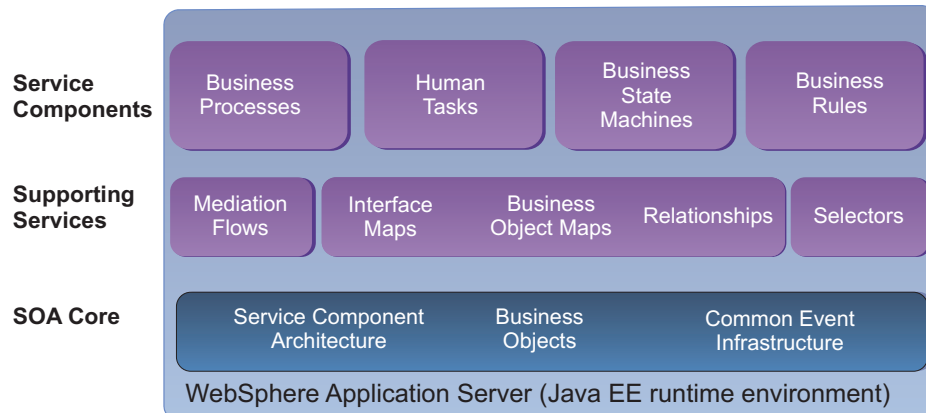 Service
Components
Business
Processes
Human
Tasks
Business
State
Machines
Business
Rules
Supporting
Services
Mediation
Flows
Interface
Maps
Business
Object Maps
Relationships
Selectors
SOA Core
Service Component
Architecture
Business
Objects
Common Event
Infrastructure
WebSphere Application Server (Java EE runtime environment)